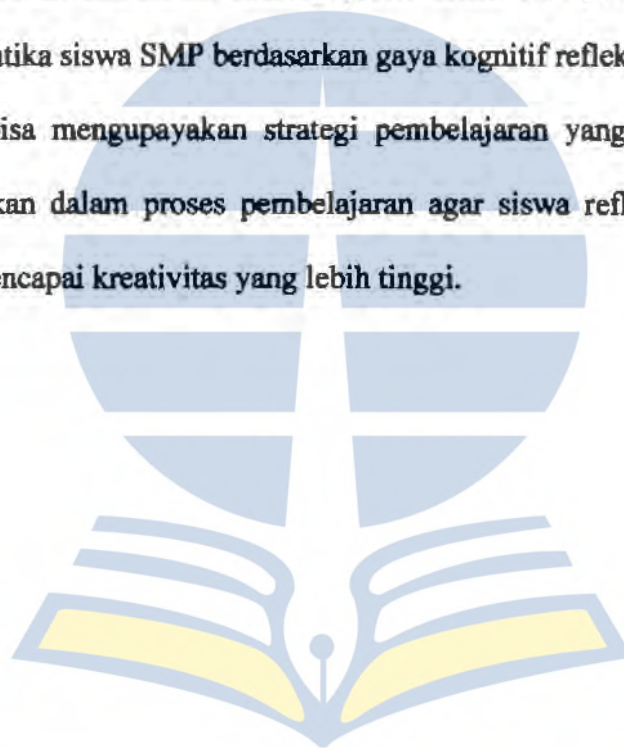 tika siswa SMP berdasarkan gaya kognitif reflek
isa mengupayakan strategi pembelajaran yang
kan dalam proses pembelajaran agar siswa refl
encapai kreativitas yang lebih tinggi.